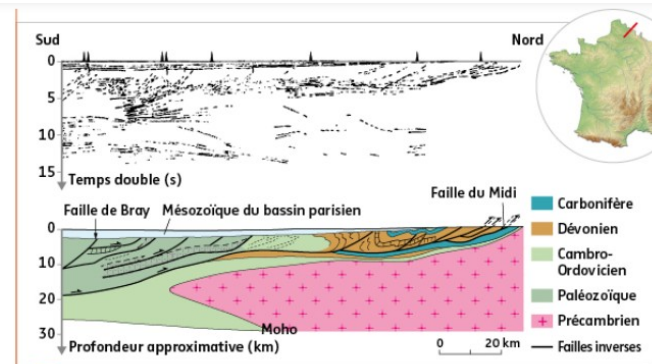 Sud
Nord
0
5
10
15
Temps double (s)
Faille du Midi
Faille de Bray
Mésozoïque du bassin parisien
0
10
20
30
Moho
Profondeur approximative (km)
0 20 km
Carbonifère
Dévonien
Cambro-
Ordovicien
Paléozoïque
Précambrien
Failles inverses